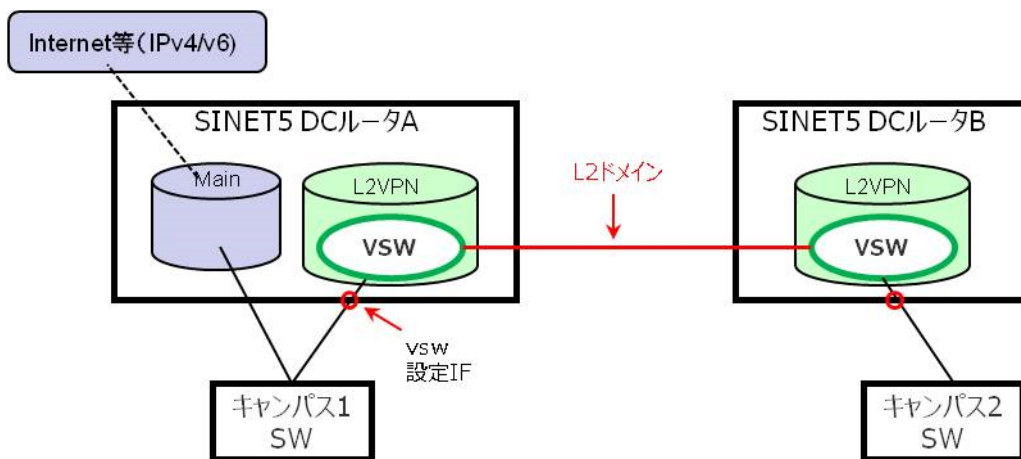 Internet等(IPv4/v6)
SINET5 DCルータA
SINET5 DCルータB
Main
L2VPN
L2ドメイン
L2VPN
VSW
VSW
vsw
設定IF
キャンパス1
SW
キャンパス2
SW